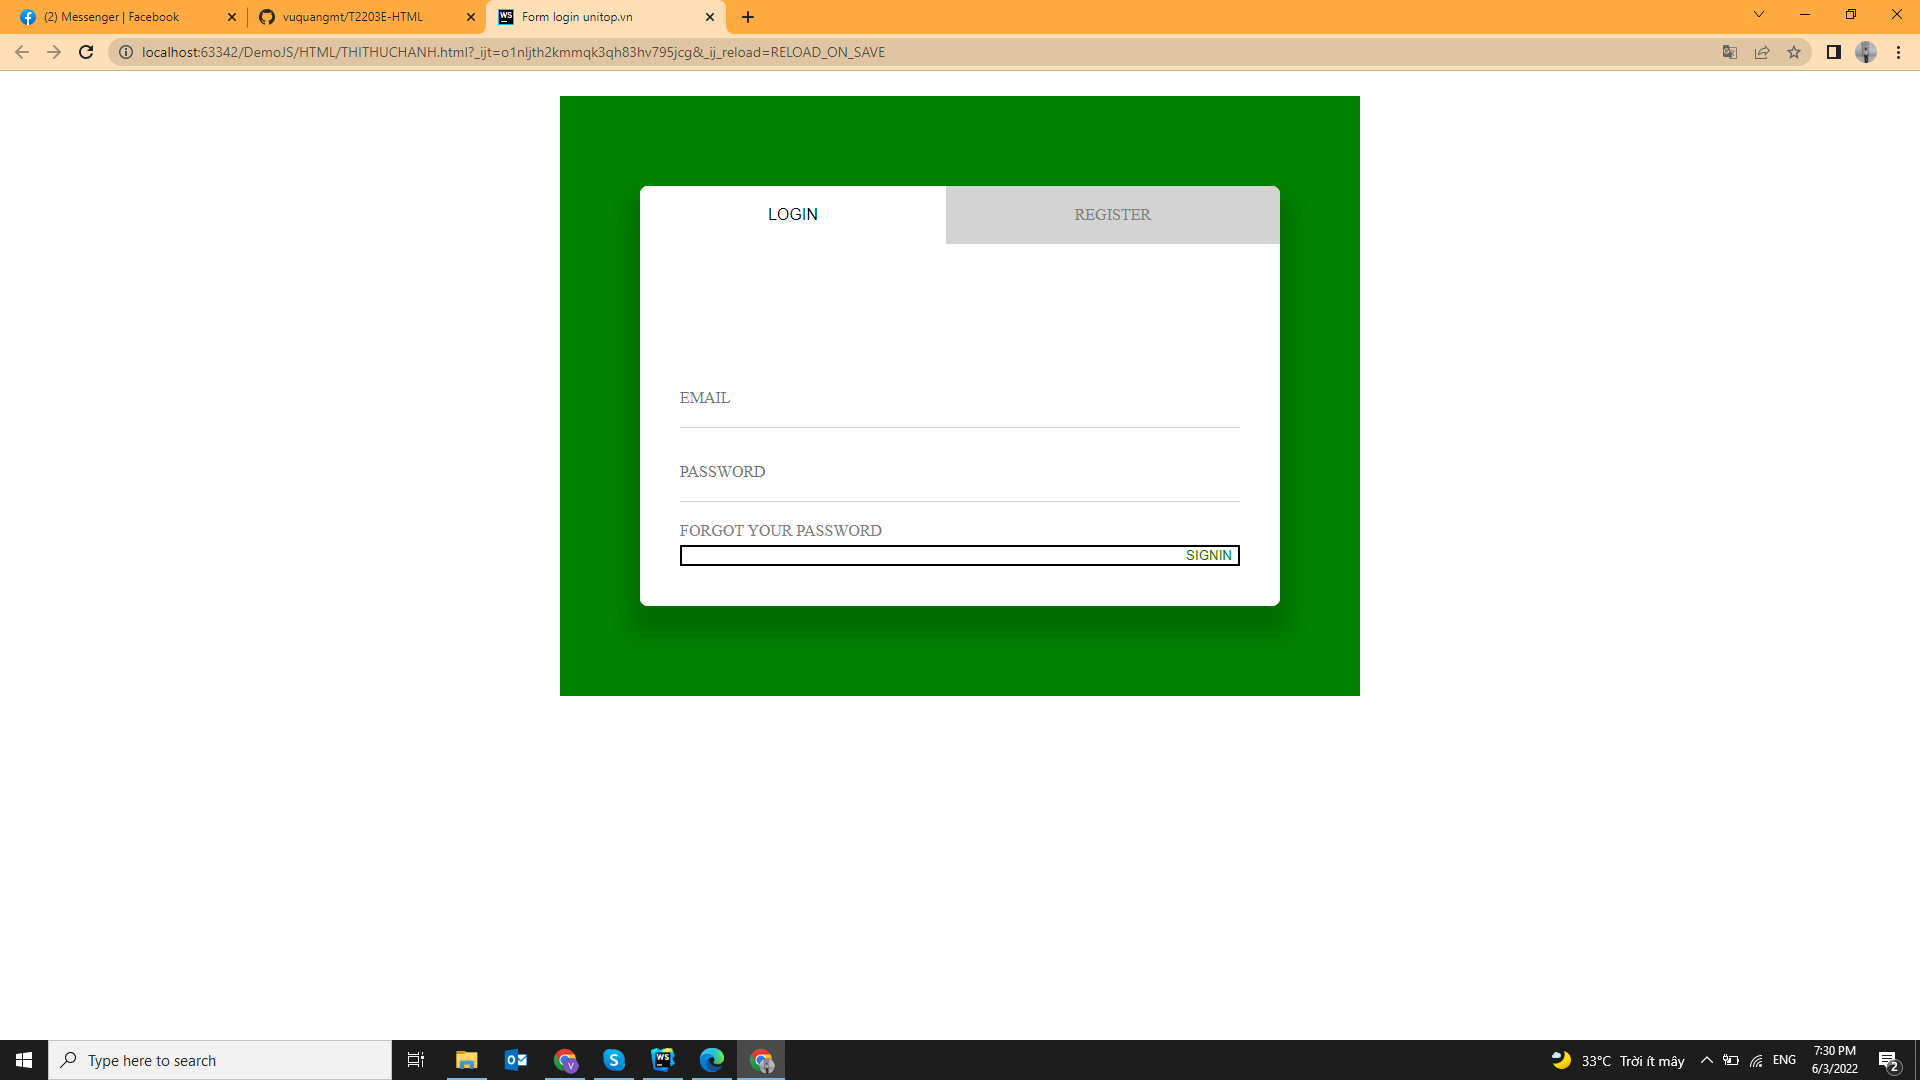 (2) Messenger | Facebook
vuquangmt/T2203E-HTML
WS
Form login unitop.vn
localhost:63342/DemoJS/HTML/THITHUCHANH.html?_ijt=o1nljth2kmmqk3qh83hv795jcg&_ij_reload=RELOAD_ON_SAVE
LOGIN
REGISTER
EMAIL
PASSWORD
FORGOT YOUR PASSWORD
SIGNIN
Type here to search
V
S
WS
33°C Trời ít mây
ENG
7:30 PM
6/3/2022
2